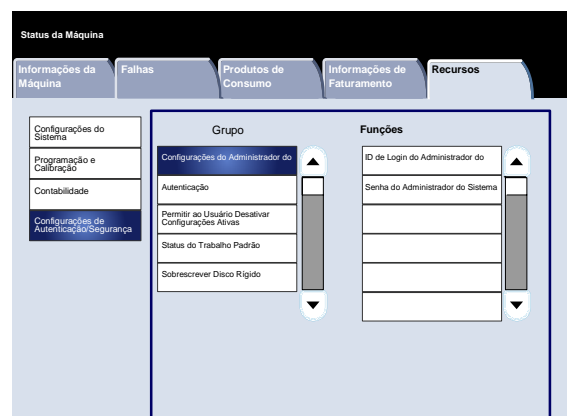 Status da Máquina
Informações da
Máquina
Falhas
Produtos de
Consumo
Informações de
Faturamento
Recursos
Configurações do
Sistema
Programação e
Calibração
Contabilidade
Configurações de
Autenticação/Segurança
Grupo
Configurações do Administrador do
Autenticação
Permitir ao Usuário Desativar
Configurações Ativas
Status do Trabalho Padrão
Sobrescrever Disco Rígido
Funções
ID de Login do Administrador do
Senha do Administrador do Sistema